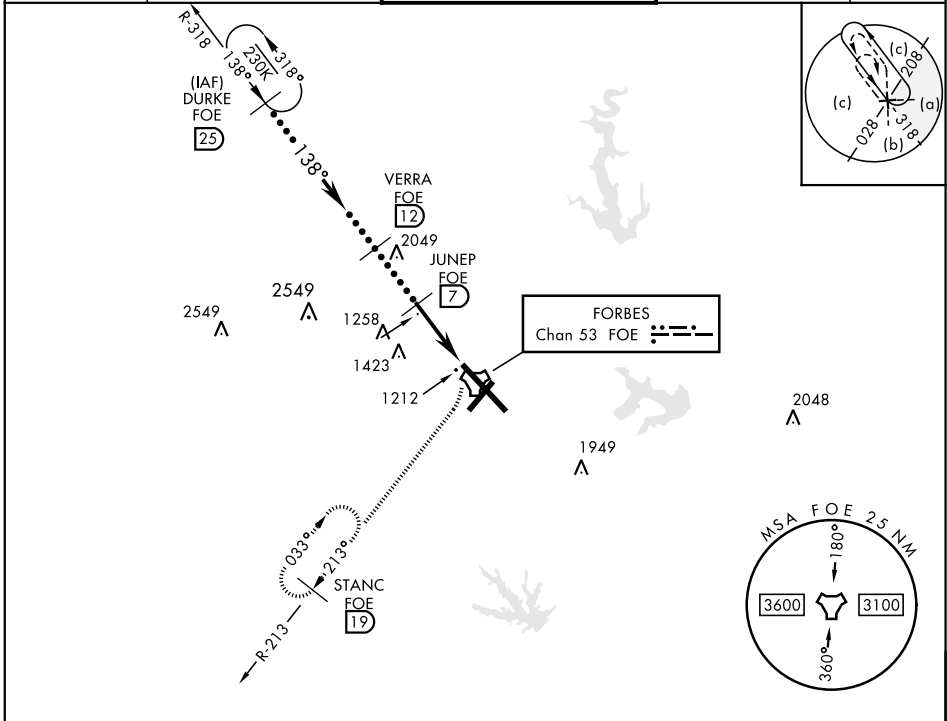 R-318
138°
230K
318°
(IAF)
DURKE
FOE
25
138°
VERRA
FOE
12
2049
JUNEP
FOE
7
2549
2549
1258
1423
1212
FORBES
Chan 53 FOE
2048
1949
033°
213°
STANC
FOE
19
R-213
(c)
208
(c)
(a)
318
028
(b)
MSA FOE 25 NM
180°
3600
3100
360°